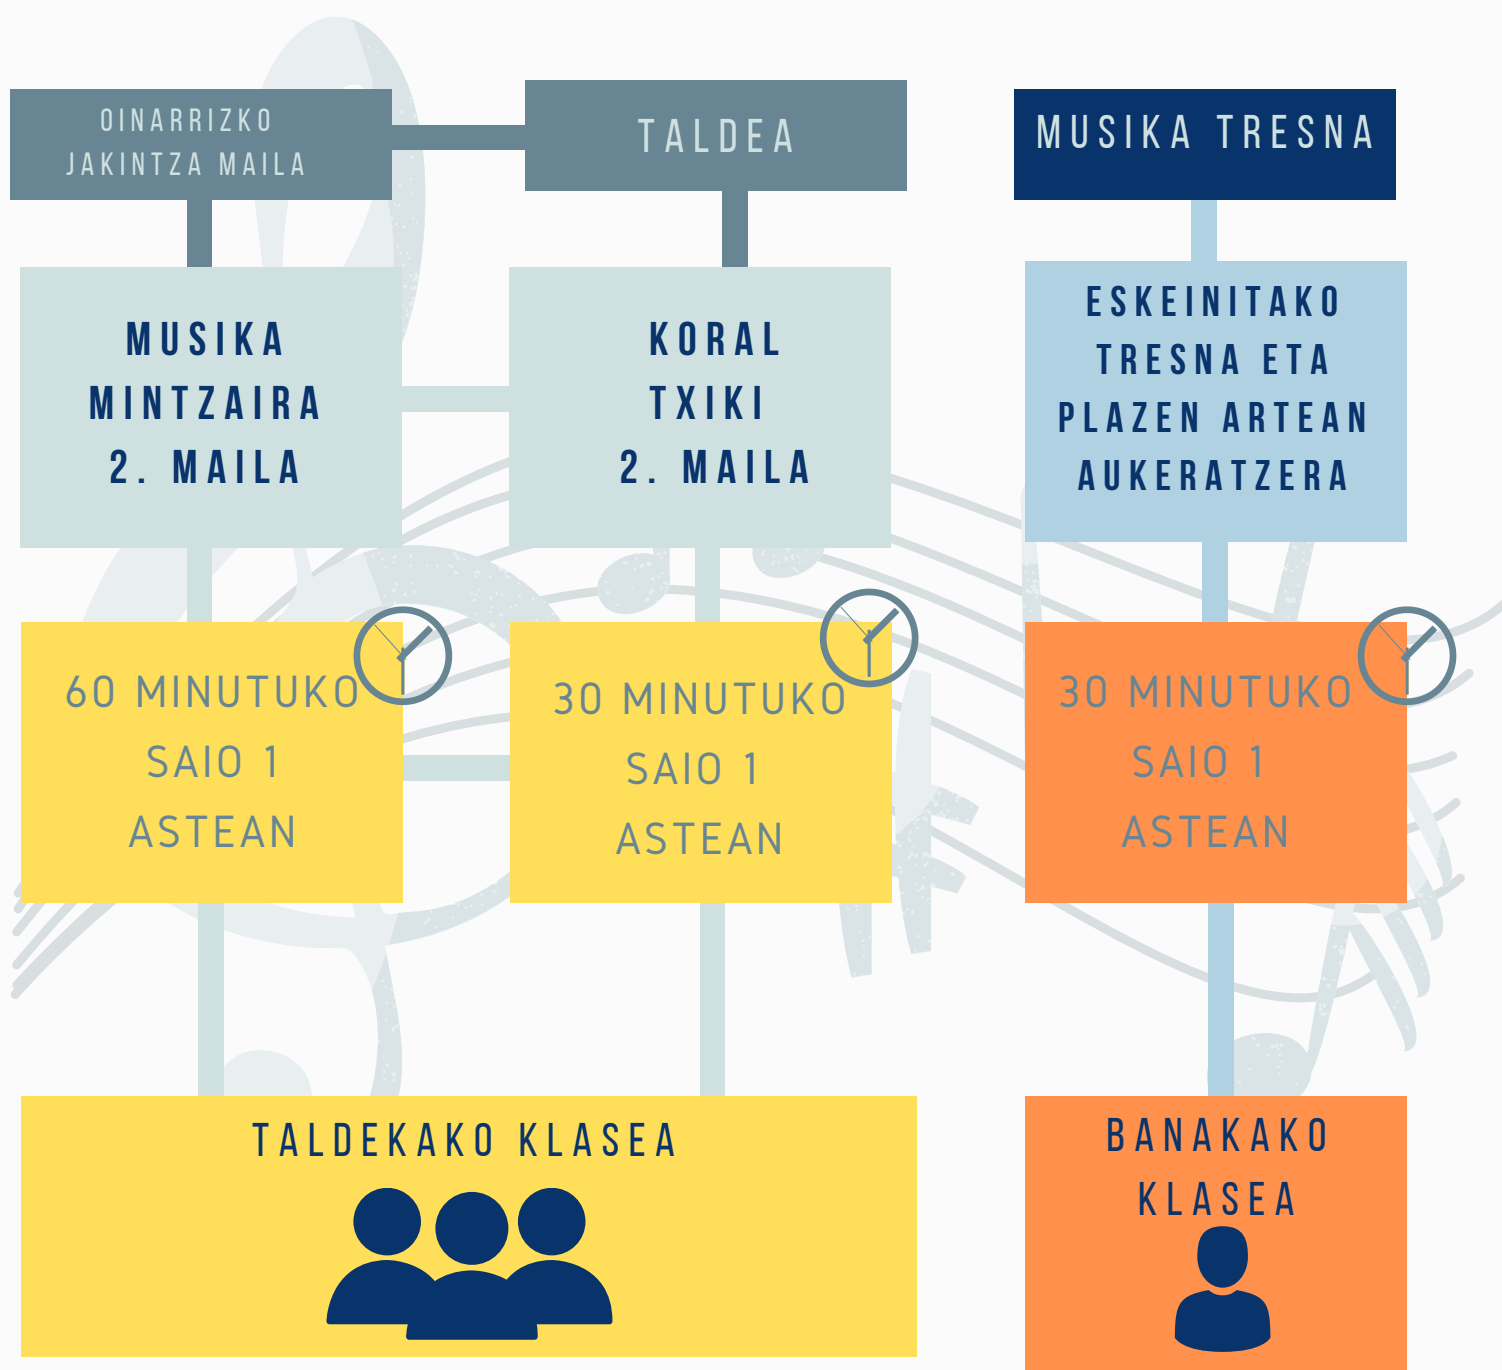 OINARRIZKO
JAKINTZA MAILA
TALDEA
MUSIKA TRESNA
MUSIKA
MINTZAIRA
2. MAILA
KORAL
TXIKI
2. MAILA
ESKEINITAKO
TRESNA ETA
PLAZEN ARTEAN
AUKERATZERA
60 MINUTUKO
SAIO 1
ASTEAN
30 MINUTUKO
SAIO 1
ASTEAN
30 MINUTUKO
SAIO 1
ASTEAN
TALDEKAKO KLASEA
BANAKAKO
KLASEA